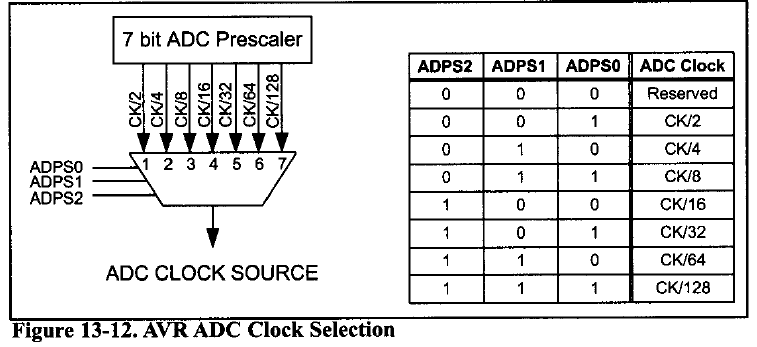 7 bit ADC Prescaler
CK/2
CK/4
CK/8
CK/16
CK/32
CK/64
CK/128
1 2 3 4 5 6 7
ADPS0
ADPS1
ADPS2
ADC CLOCK SOURCE
ADPS2 ADPS1 ADPS0 ADC Clock
0 0 0 Reserved
0 0 1 CK/2
0 1 0 CK/4
0 1 1 CK/8
1 0 0 CK/16
1 0 1 CK/32
1 1 0 CK/64
1 1 1 CK/128
Figure 13-12. AVR ADC Clock Selection